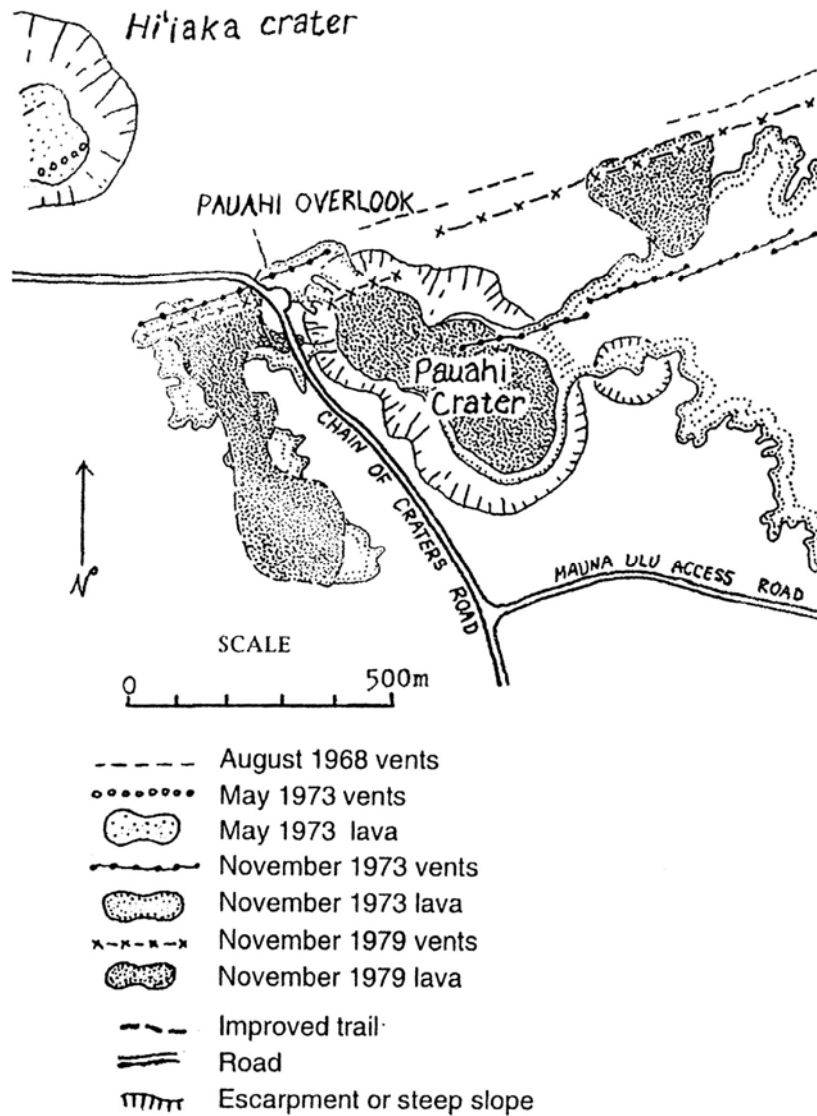 Hi'iaka crater
PAUAHI OVERLOOK
Pauahi
Crater
CHAIN OF CRATERS ROAD
MAUNA ULU ACCESS ROAD
N
SCALE
0
500m
August 1968 vents
May 1973 vents
May 1973 lava
November 1973 vents
November 1973 lava
November 1979 vents
November 1979 lava
Improved trail
Road
Escarpment or steep slope